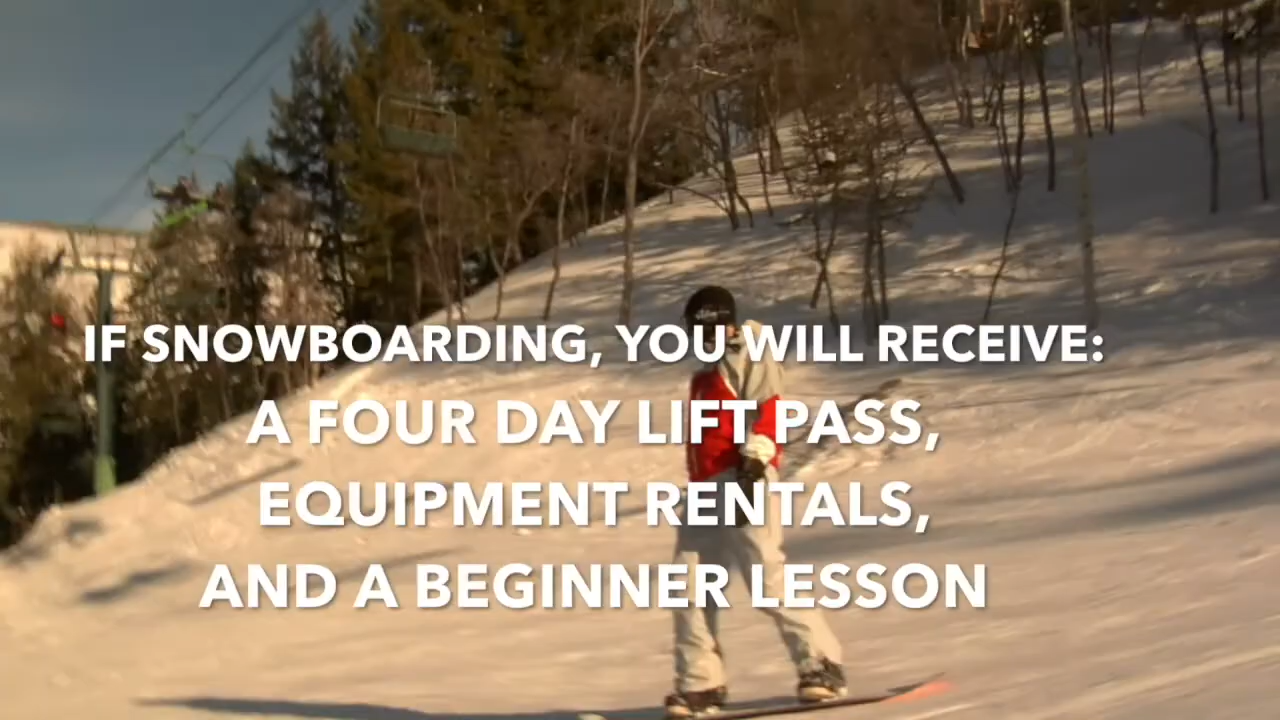 IF SNOWBOARDING, YOU WILL RECEIVE:
A FOUR DAY LIFT PASS,
EQUIPMENT RENTALS,
AND A BEGINNER LESSON